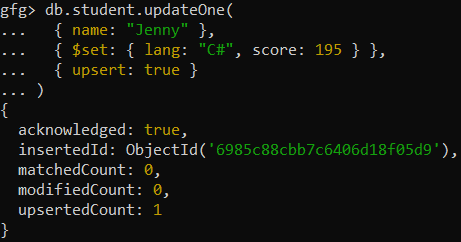 gfg> db.student.updateOne(
...   { name: "Jenny" },
...   { $set: { lang: "C#", score: 195 } },
...   { upsert: true }
... )
{
  acknowledged: true,
  insertedId: ObjectId('6985c88cbb7c6406d18f05d9'),
  matchedCount: 0,
  modifiedCount: 0,
  upsertedCount: 1
}